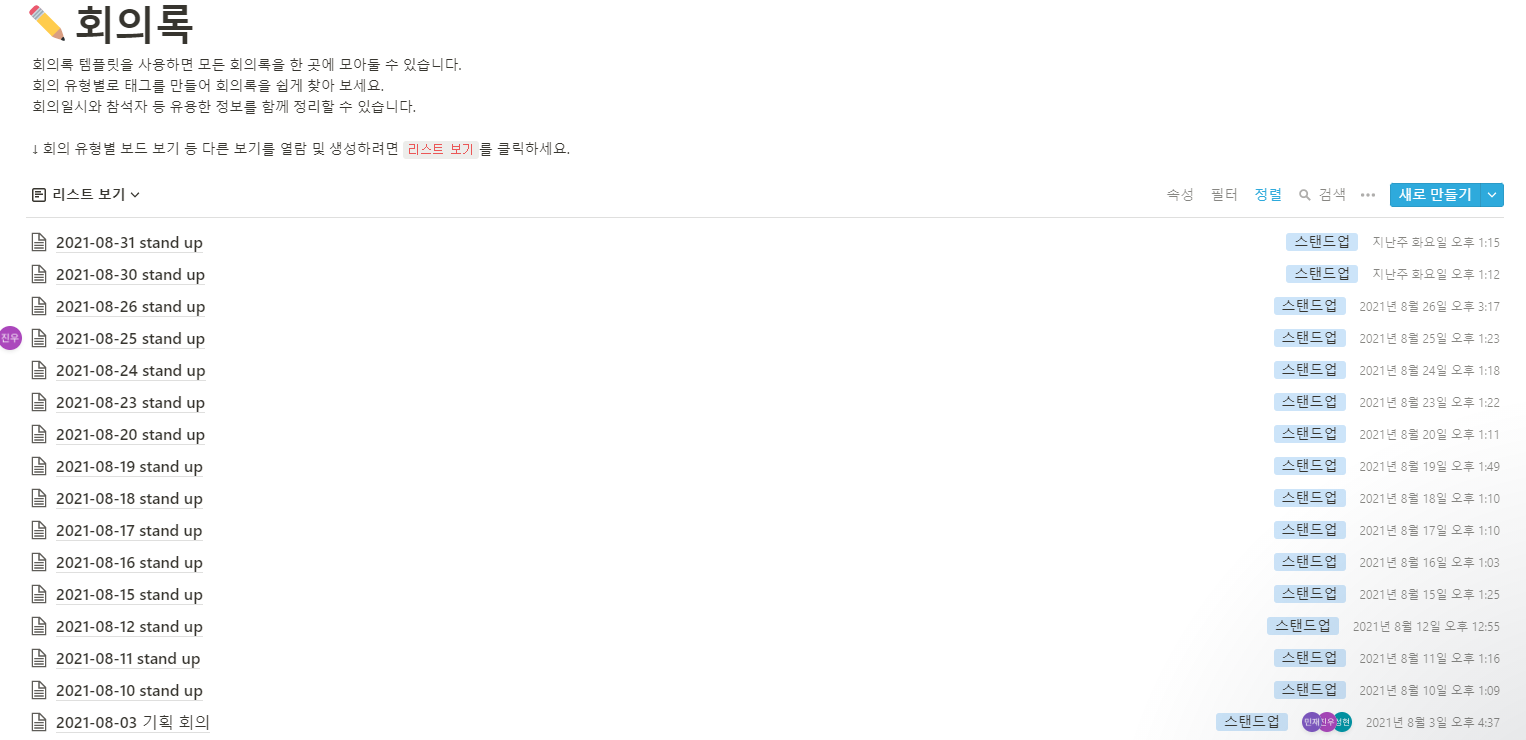 회의록
회의록 템플릿을 사용하면 모든 회의록을 한 곳에 모아둘 수 있습니다.
회의 유형별로 태그를 만들어 회의록을 쉽게 찾아 보세요.
회의일시와 참석자 등 유용한 정보를 함께 정리할 수 있습니다.
↓ 회의 유형별 보드 보기 등 다른 보기를 열람 및 생성하려면 리스트 보기를 클릭하세요.
리스트 보기 속성 필터 정렬 검색 ••• 새로 만들기
2021-08-31 stand up 스탠드업 지난주 화요일 오후 1:15
2021-08-30 stand up 스탠드업 지난주 화요일 오후 1:12
2021-08-26 stand up 스탠드업 2021년 8월 26일 오후 3:17
진우 2021-08-25 stand up 스탠드업 2021년 8월 25일 오후 1:23
2021-08-24 stand up 스탠드업 2021년 8월 24일 오후 1:18
2021-08-23 stand up 스탠드업 2021년 8월 23일 오후 1:22
2021-08-20 stand up 스탠드업 2021년 8월 20일 오후 1:11
2021-08-19 stand up 스탠드업 2021년 8월 19일 오후 1:49
2021-08-18 stand up 스탠드업 2021년 8월 18일 오후 1:10
2021-08-17 stand up 스탠드업 2021년 8월 17일 오후 1:10
2021-08-16 stand up 스탠드업 2021년 8월 16일 오후 1:03
2021-08-15 stand up 스탠드업 2021년 8월 15일 오후 1:25
2021-08-12 stand up 스탠드업 2021년 8월 12일 오후 12:55
2021-08-11 stand up 스탠드업 2021년 8월 11일 오후 1:16
2021-08-10 stand up 스탠드업 2021년 8월 10일 오후 1:09
2021-08-03 기획 회의 스탠드업 2021년 8월 3일 오후 4:37